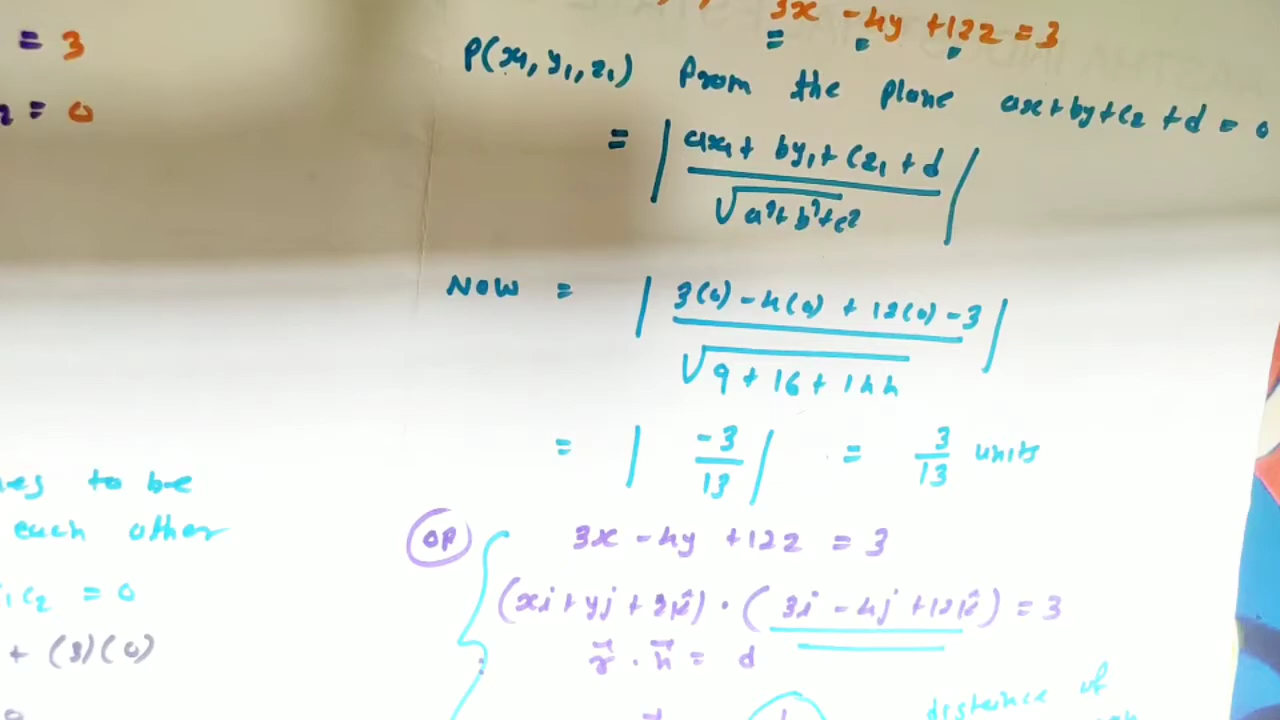 = 3
= 0
3x - 4y + 12z = 3
P(x1, y1, z1) From the plane ax + by + cz + d = 0
= | ax1 + by1 + cz1 + d / √a²+b²+c² |
NOW = | 3(0) - 4(0) + 12(0) - 3 / √9 + 16 + 144 |
= | -3/13 | = 3/13 units
to be
each other
c2 = 0
+ (3)(0)
OR 3x - 4y + 12z = 3
(xi + yj + zk̂) · (3i - 4j + 12k̂) = 3
r⃗ . n⃗ = d
distance of